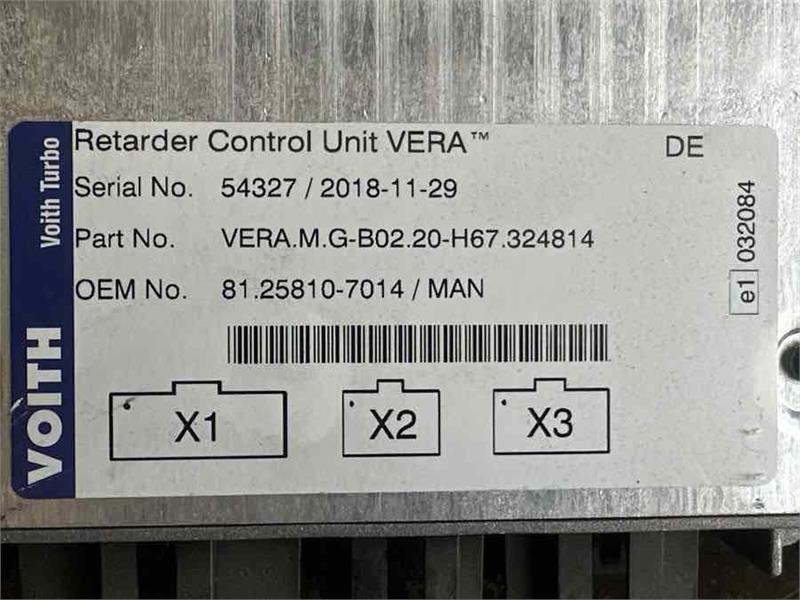 Retarder Control Unit VERA™ DE
Serial No. 54327 / 2018-11-29
Part No. VERA.M.G-B02.20-H67.324814
OEM No. 81.25810-7014 / MAN
X1 X2 X3
VOITH Voith Turbo
e1 032084